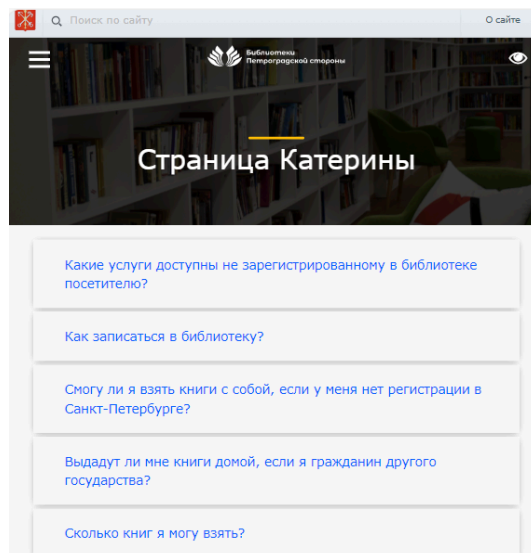 Поиск по сайту
О сайте
Библиотеки
Петроградской стороны
Страница Катерины
Какие услуги доступны не зарегистрированному в библиотеке
посетителю?
Как записаться в библиотеку?
Смогу ли я взять книги с собой, если у меня нет регистрации в
Санкт-Петербурге?
Выдадут ли мне книги домой, если я гражданин другого
государства?
Сколько книг я могу взять?